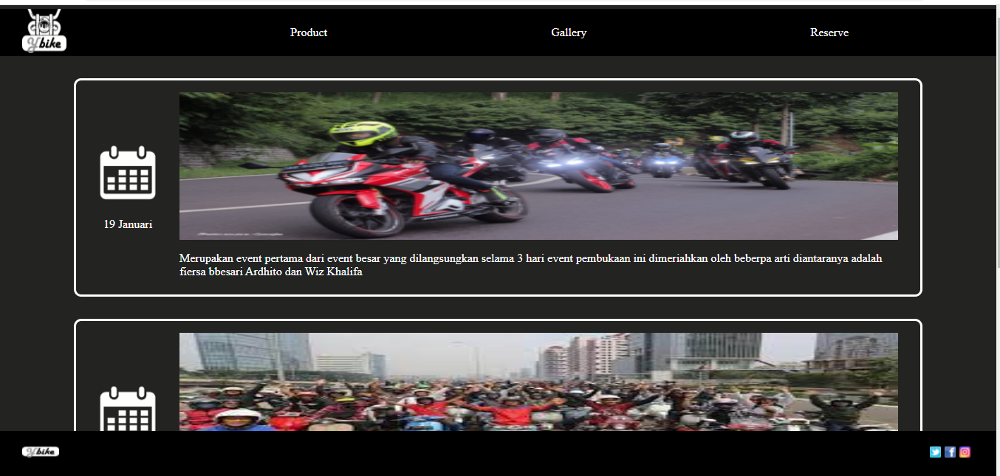 Ybike
Product
Gallery
Reserve
19 Januari
Merupakan event pertama dari event besar yang dilangsungkan selama 3 hari event pembukaan ini dimeriahkan oleh beberpa arti diantaranya adalah
fiersa bbesari Ardhito dan Wiz Khalifa
Ybike